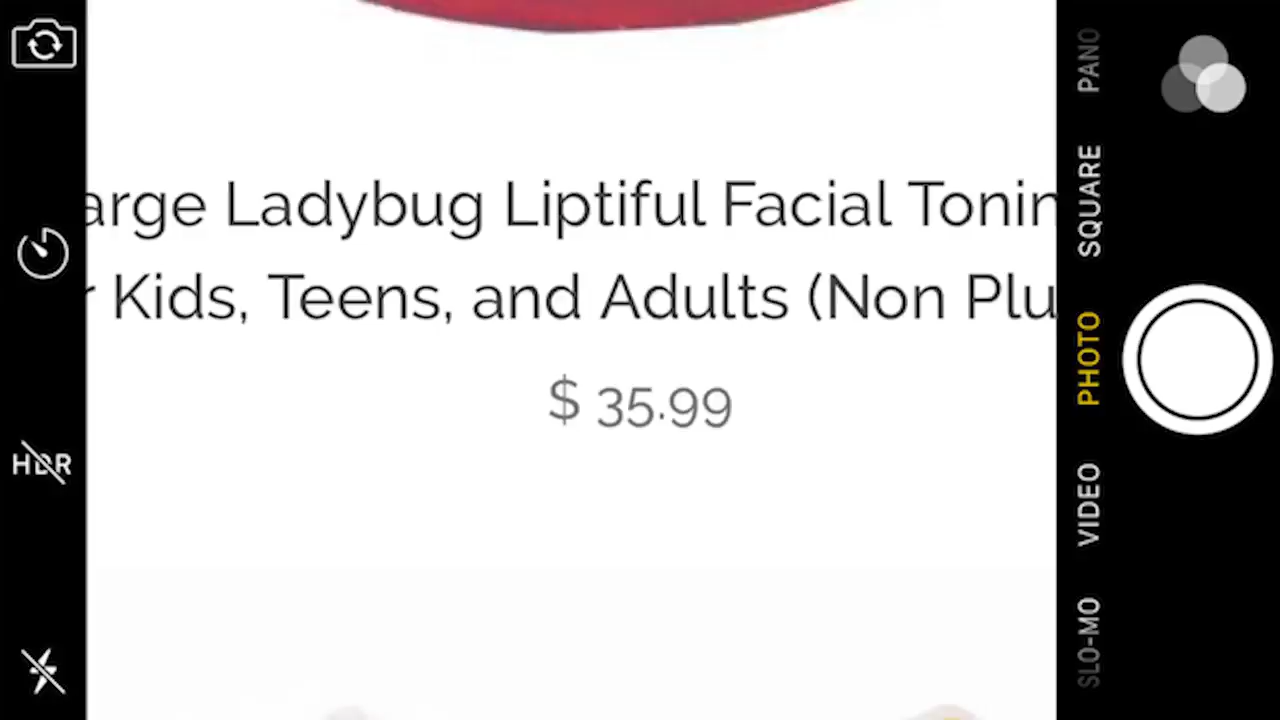 arge Ladybug Liptiful Facial Tonin
r Kids, Teens, and Adults (Non Plu
$ 35.99
HDR
PANO
SQUARE
PHOTO
VIDEO
SLO-MO